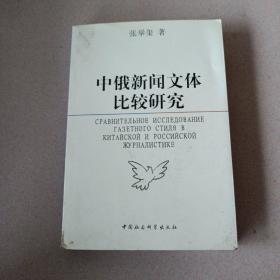 张举玺 著
中俄新闻文体
比较研究
СРАВНИТЕЛЬНОЕ ИССЛЕДОВАНИЕ
ГАЗЕТНОГО СТИЛЯ В
КИТАЙСКОЙ И РОССИЙСКОЙ
ЖУРНАЛИСТИКЕ
中国社会科学出版社